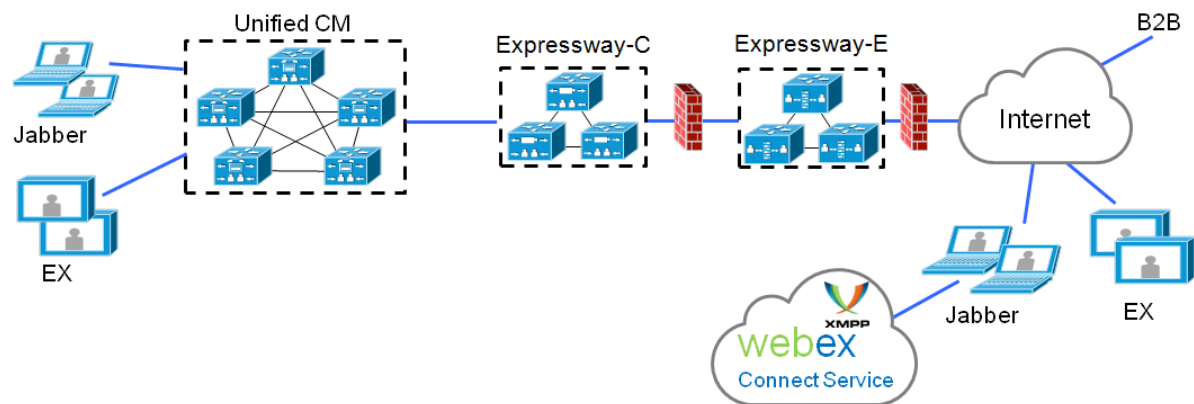 Unified CM
Expressway-C
Expressway-E
B2B
Jabber
Internet
EX
Jabber
EX
XMPP
webex
Connect Service